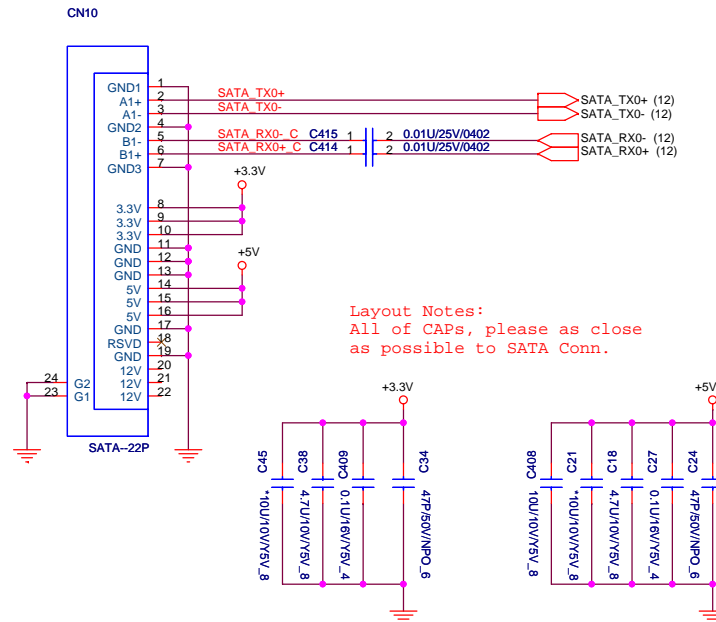 CN10
GND1 1
A1+ 2 SATA_TX0+ SATA_TX0+ (12)
A1- 3 SATA_TX0- SATA_TX0- (12)
GND2 4
B1- 5 SATA_RX0-_C C415 1 2 0.01U/25V/0402 SATA_RX0- (12)
B1+ 6 SATA_RX0+_C C414 1 2 0.01U/25V/0402 SATA_RX0+ (12)
GND3 7
+3.3V
3.3V 8
3.3V 9
3.3V 10
GND 11
GND 12
GND 13
+5V
5V 14
5V 15
5V 16
GND 17
RSVD 18
GND 19
12V 20
12V 21
12V 22
24 G2
23 G1
SATA--22P
Layout Notes:
All of CAPs, please as close
as possible to SATA Conn.
+3.3V
C45 *10U/10V/Y5V_8
C38 4.7U/10V/Y5V_8
C409 0.1U/16V/Y5V_4
C34 47P/50V/NPO_6
+5V
C408 10U/10V/Y5V_8
C21 *10U/10V/Y5V_8
C18 4.7U/10V/Y5V_8
C27 0.1U/16V/Y5V_4
C24 47P/50V/NPO_6